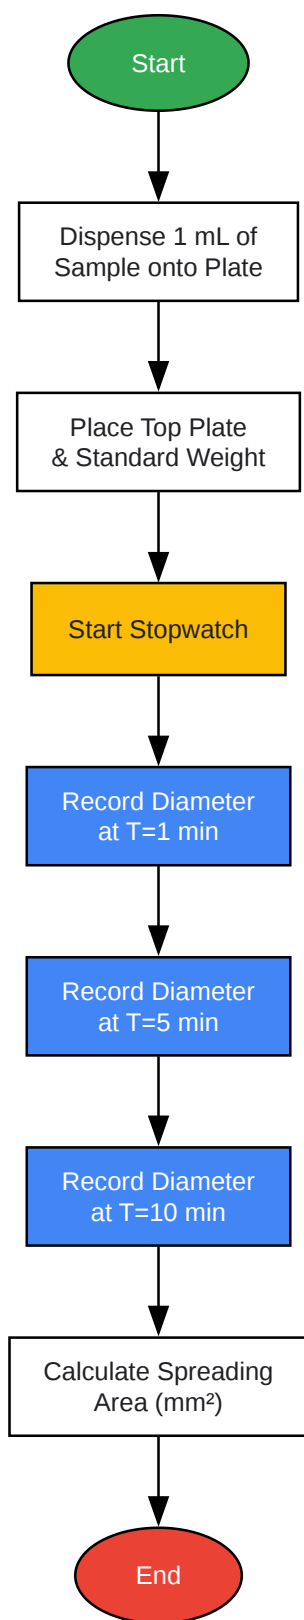 Start
Dispense 1 mL of
Sample onto Plate
Place Top Plate
& Standard Weight
Start Stopwatch
Record Diameter
at T=1 min
Record Diameter
at T=5 min
Record Diameter
at T=10 min
Calculate Spreading
Area (mm²)
End